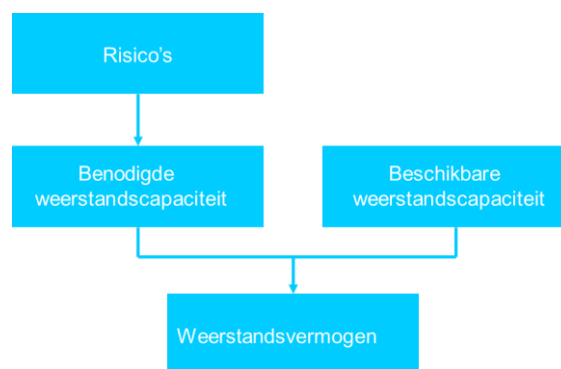 Risico's
Benodigde
weerstandscapaciteit
Beschikbare
weerstandscapaciteit
Weerstandsvermogen